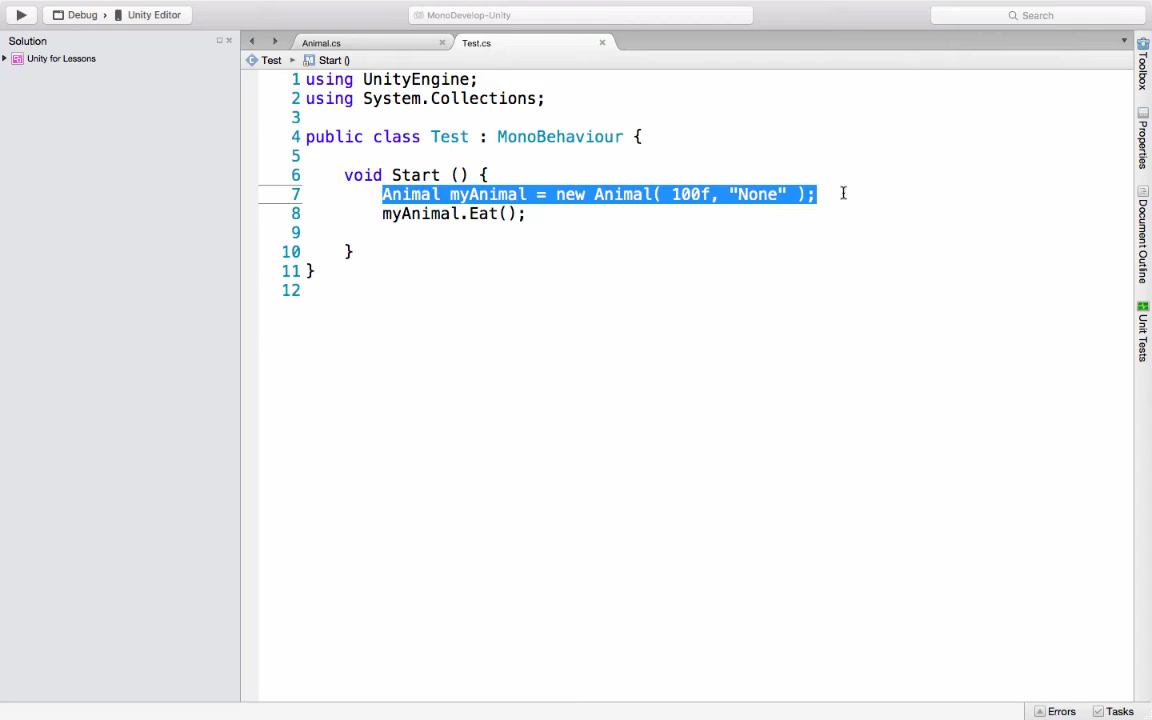 Debug › Unity Editor
MonoDevelop-Unity
Search
Solution
Unity for Lessons
Animal.cs
Test.cs
Test
Start ()
1 using UnityEngine;
2 using System.Collections;
3
4 public class Test : MonoBehaviour {
5
6 void Start () {
7 Animal myAnimal = new Animal( 100f, "None" );
8 myAnimal.Eat();
9
10 }
11 }
12
Toolbox
Properties
Document Outline
Unit Tests
Errors
Tasks